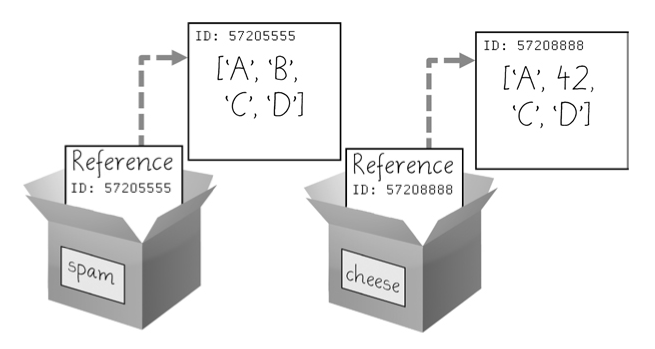 ID: 57205555
['A', 'B',
'C', 'D']
Reference
ID: 57205555
spam
ID: 57208888
['A', 42,
'C', 'D']
Reference
ID: 57208888
cheese